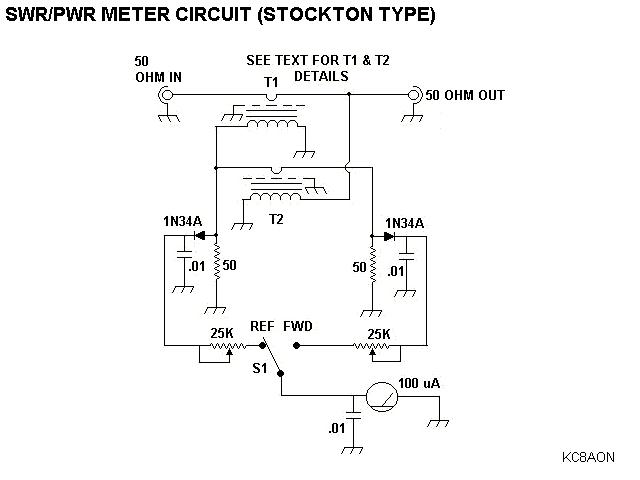 SWR/PWR METER CIRCUIT (STOCKTON TYPE)
50
OHM IN
SEE TEXT FOR T1 & T2
DETAILS
T1
50 OHM OUT
T2
1N34A
1N34A
.01
50
50
.01
25K
REF FWD
25K
S1
100 uA
.01
KC8AON